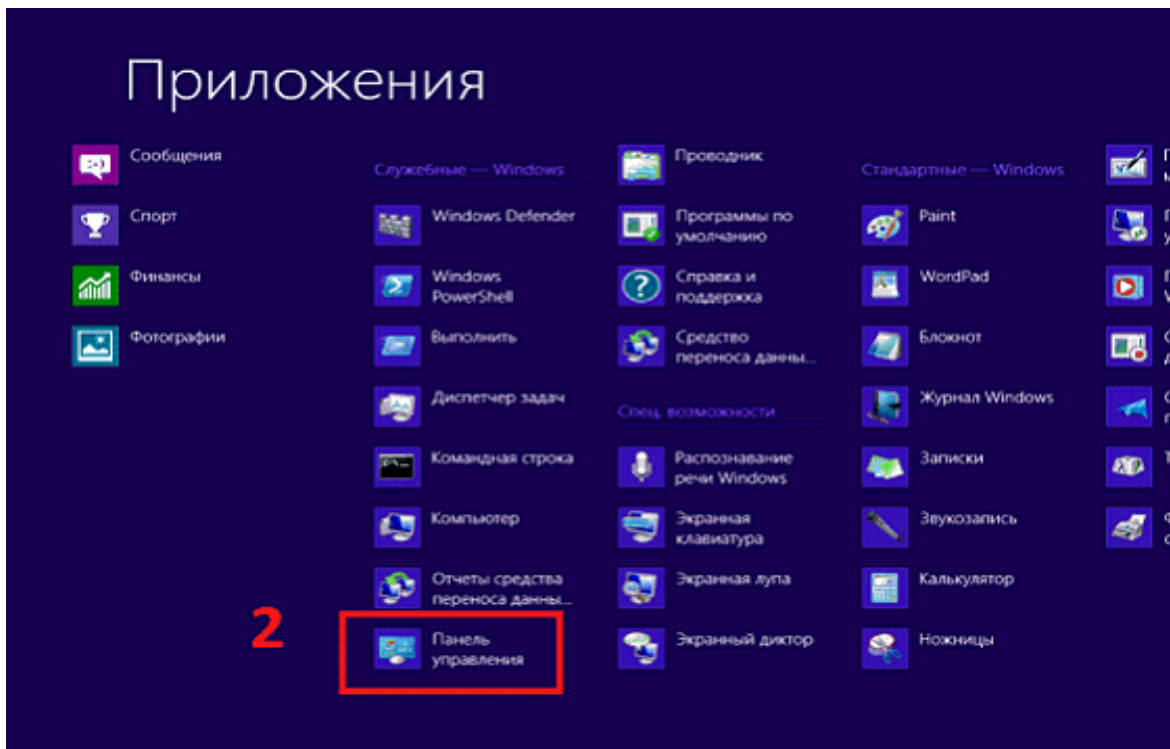 Приложения
Сообщения
Спорт
Финансы
Фотографии
Служебные — Windows
Windows Defender
Windows
PowerShell
Выполнить
Диспетчер задач
Командная строка
Компьютер
Отчеты средства
переноса данны...
2
Панель
управления
Проводник
Программы по
умолчанию
Справка и
поддержка
Средство
переноса данны...
Спец. возможности
Распознавание
речи Windows
Экранная
клавиатура
Экранная лупа
Экранный диктор
Стандартные — Windows
Paint
WordPad
Блокнот
Журнал Windows
Записки
Звукозапись
Калькулятор
Ножницы